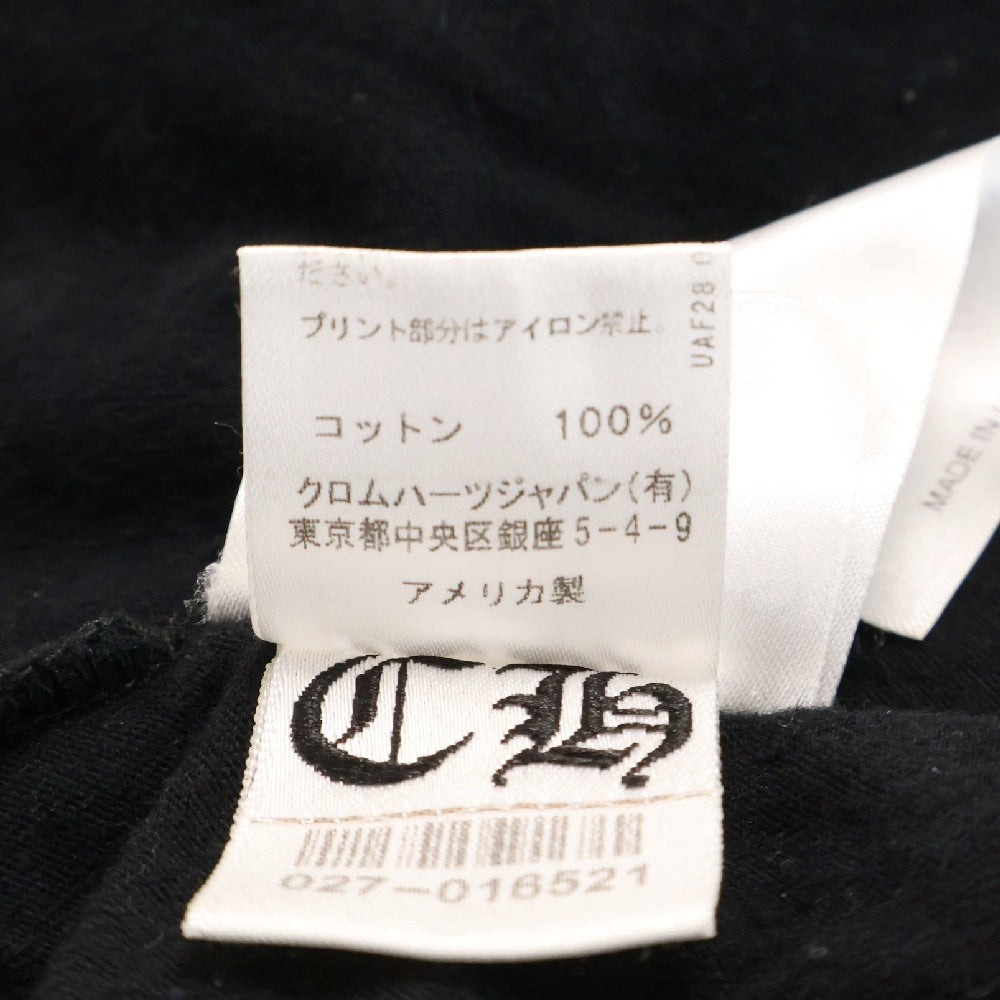 ださい。
プリント部分はアイロン禁止。
UAF28
コットン 100%
クロムハーツジャパン(有)
東京都中央区銀座5-4-9
アメリカ製
CH
027-016521
MADE IN